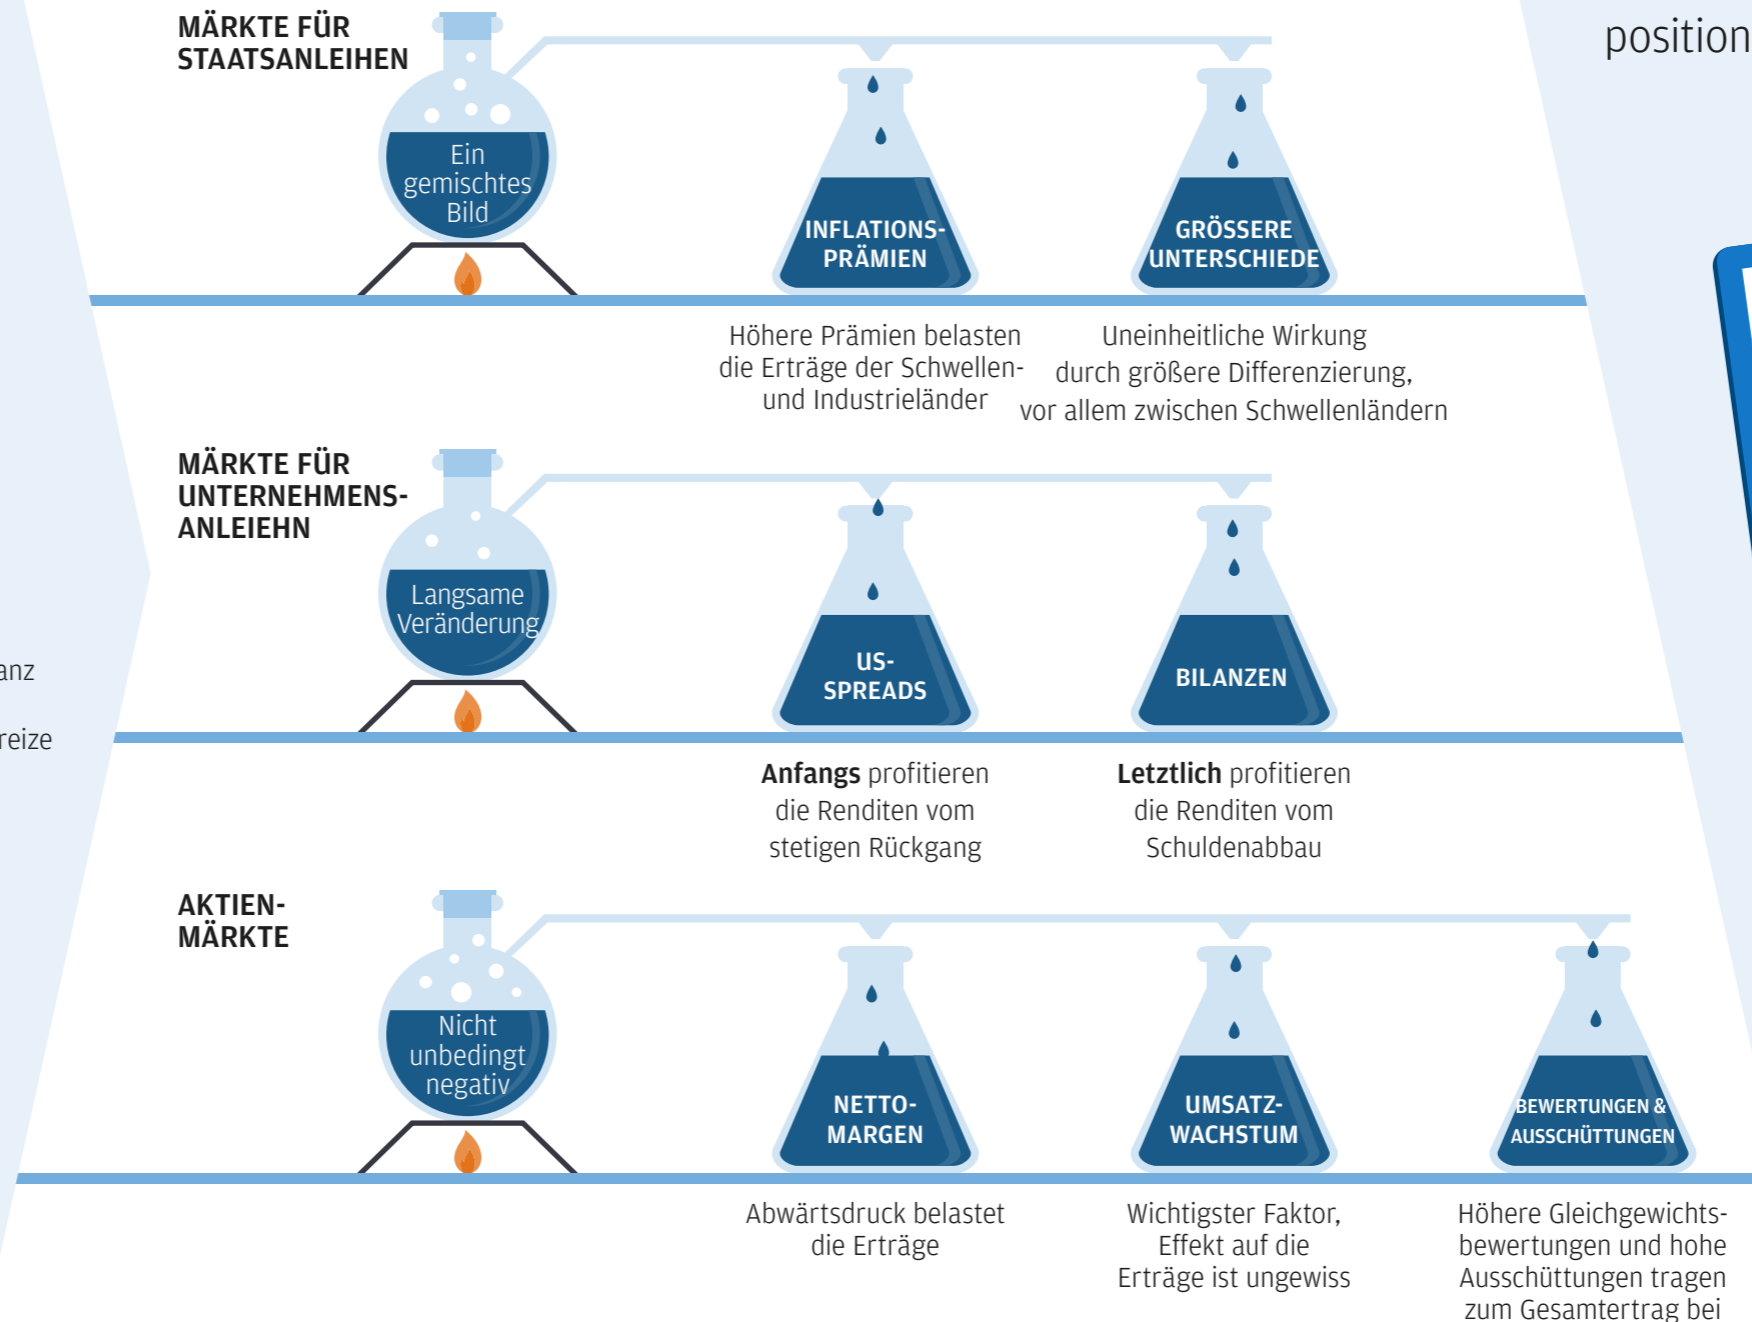 MÄRKTE FÜR
STAATSANLEIHEN
Ein
gemischtes
Bild
INFLATIONS-
PRÄMIEN
GRÖSSERE
UNTERSCHIEDE
Höhere Prämien belasten
die Erträge der Schwellen-
und Industrieländer
Uneinheitliche Wirkung
durch größere Differenzierung,
vor allem zwischen Schwellenländern
position
MÄRKTE FÜR
UNTERNEHMENS-
ANLEIEHN
Langsame
Veränderung
US-
SPREADS
BILANZEN
Anfangs profitieren
die Renditen vom
stetigen Rückgang
Letztlich profitieren
die Renditen vom
Schuldenabbau
anz
reize
AKTIEN-
MÄRKTE
Nicht
unbedingt
negativ
NETTO-
MARGEN
UMSATZ-
WACHSTUM
BEWERTUNGEN &
AUSSCHÜTTUNGEN
Abwärtsdruck belastet
die Erträge
Wichtigster Faktor,
Effekt auf die
Erträge ist ungewiss
Höhere Gleichgewichts-
bewertungen und hohe
Ausschüttungen tragen
zum Gesamtertrag bei